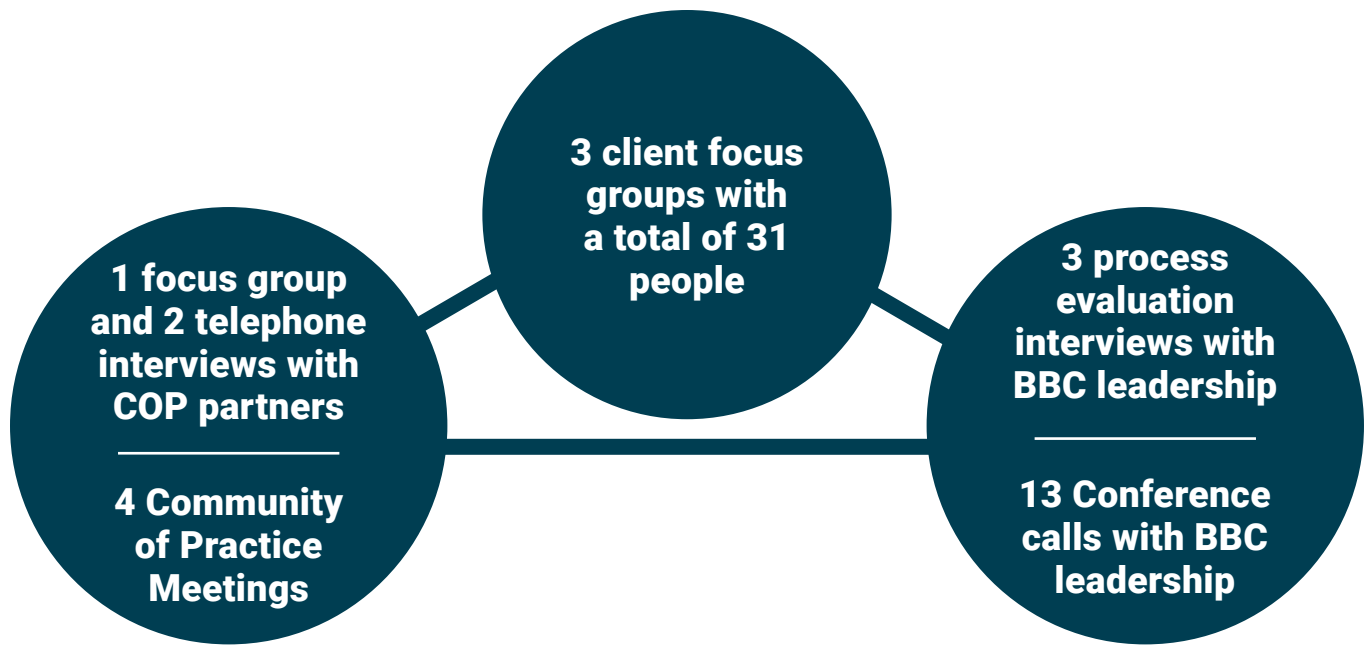 3 client focus
groups with
a total of 31
people
1 focus group
and 2 telephone
interviews with
COP partners
4 Community
of Practice
Meetings
3 process
evaluation
interviews with
BBC leadership
13 Conference
calls with BBC
leadership